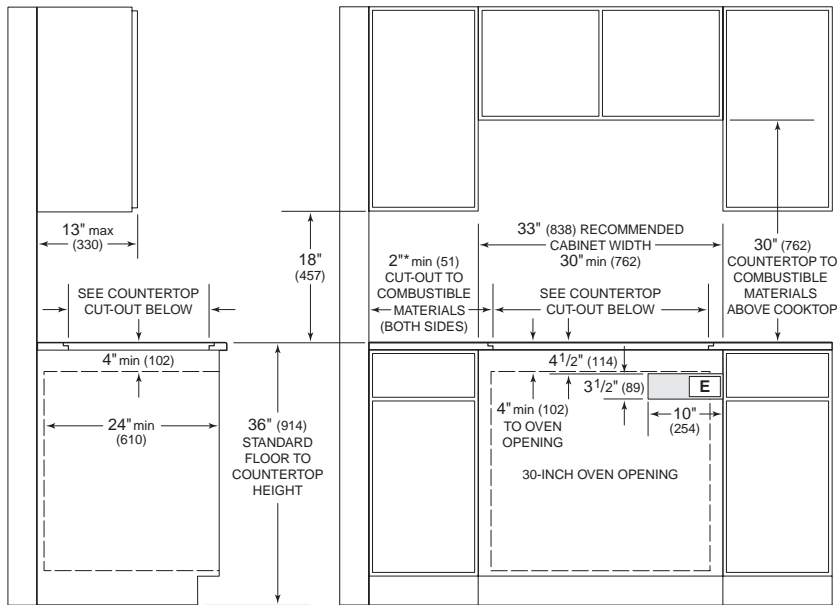 13" max
(330)
18"
(457)
SEE COUNTERTOP
CUT-OUT BELOW
4" min (102)
24" min
(610)
36" (914)
STANDARD
FLOOR TO
COUNTERTOP
HEIGHT
33" (838) RECOMMENDED
CABINET WIDTH
30" min (762)
2"* min (51)
CUT-OUT TO
COMBUSTIBLE
MATERIALS
(BOTH SIDES)
SEE COUNTERTOP
CUT-OUT BELOW
30" (762)
COUNTERTOP TO
COMBUSTIBLE
MATERIALS
ABOVE COOKTOP
4 1/2" (114)
3 1/2" (89)
E
4" min (102)
TO OVEN
OPENING
10"
(254)
30-INCH OVEN OPENING